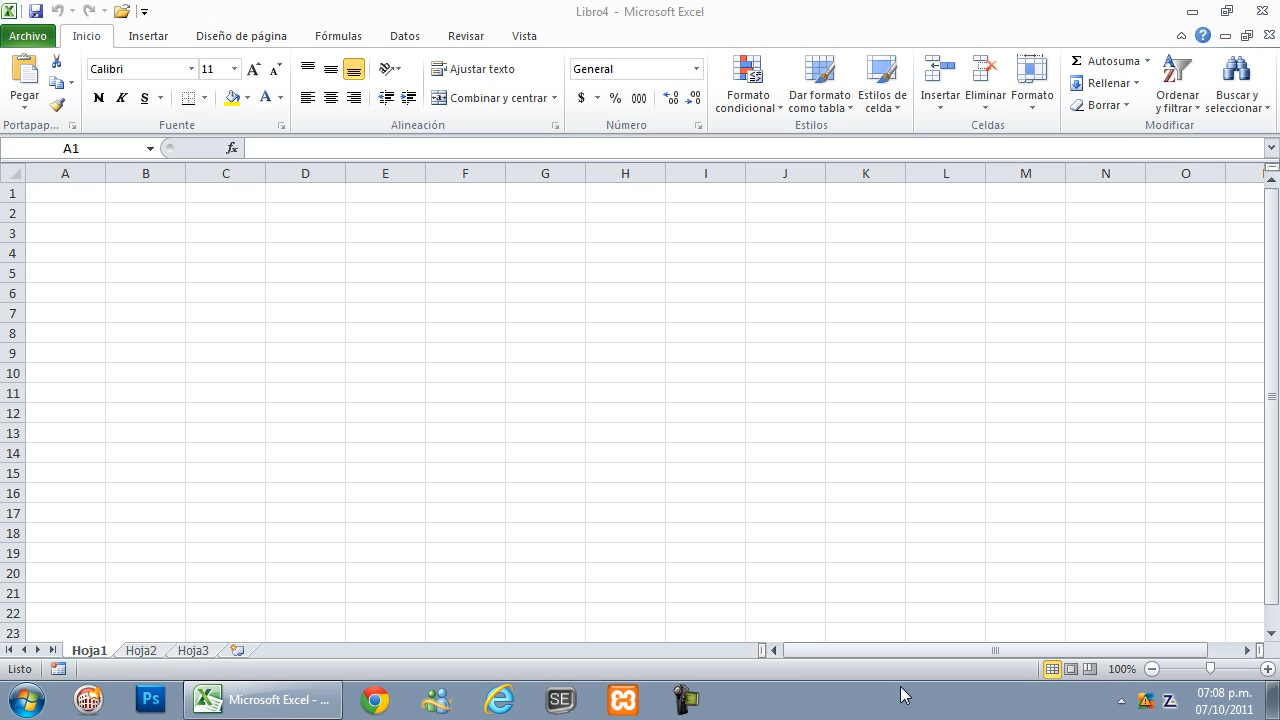 Libro4 - Microsoft Excel
Archivo Inicio Insertar Diseño de página Fórmulas Datos Revisar Vista
Pegar
Calibri 11
N K S
Ajustar texto
Combinar y centrar
General
$ % 000
Formato condicional
Dar formato como tabla
Estilos de celda
Insertar
Eliminar
Formato
Σ Autosuma
Rellenar
Borrar
Ordenar y filtrar
Buscar y seleccionar
Portapap... Fuente Alineación Número Estilos Celdas Modificar
A1 fx
A B C D E F G H I J K L M N O
1
2
3
4
5
6
7
8
9
10
11
12
13
14
15
16
17
18
19
20
21
22
23
Hoja1 Hoja2 Hoja3
Listo 100%
Ps Microsoft Excel - ... SE
07:08 p.m.
07/10/2011